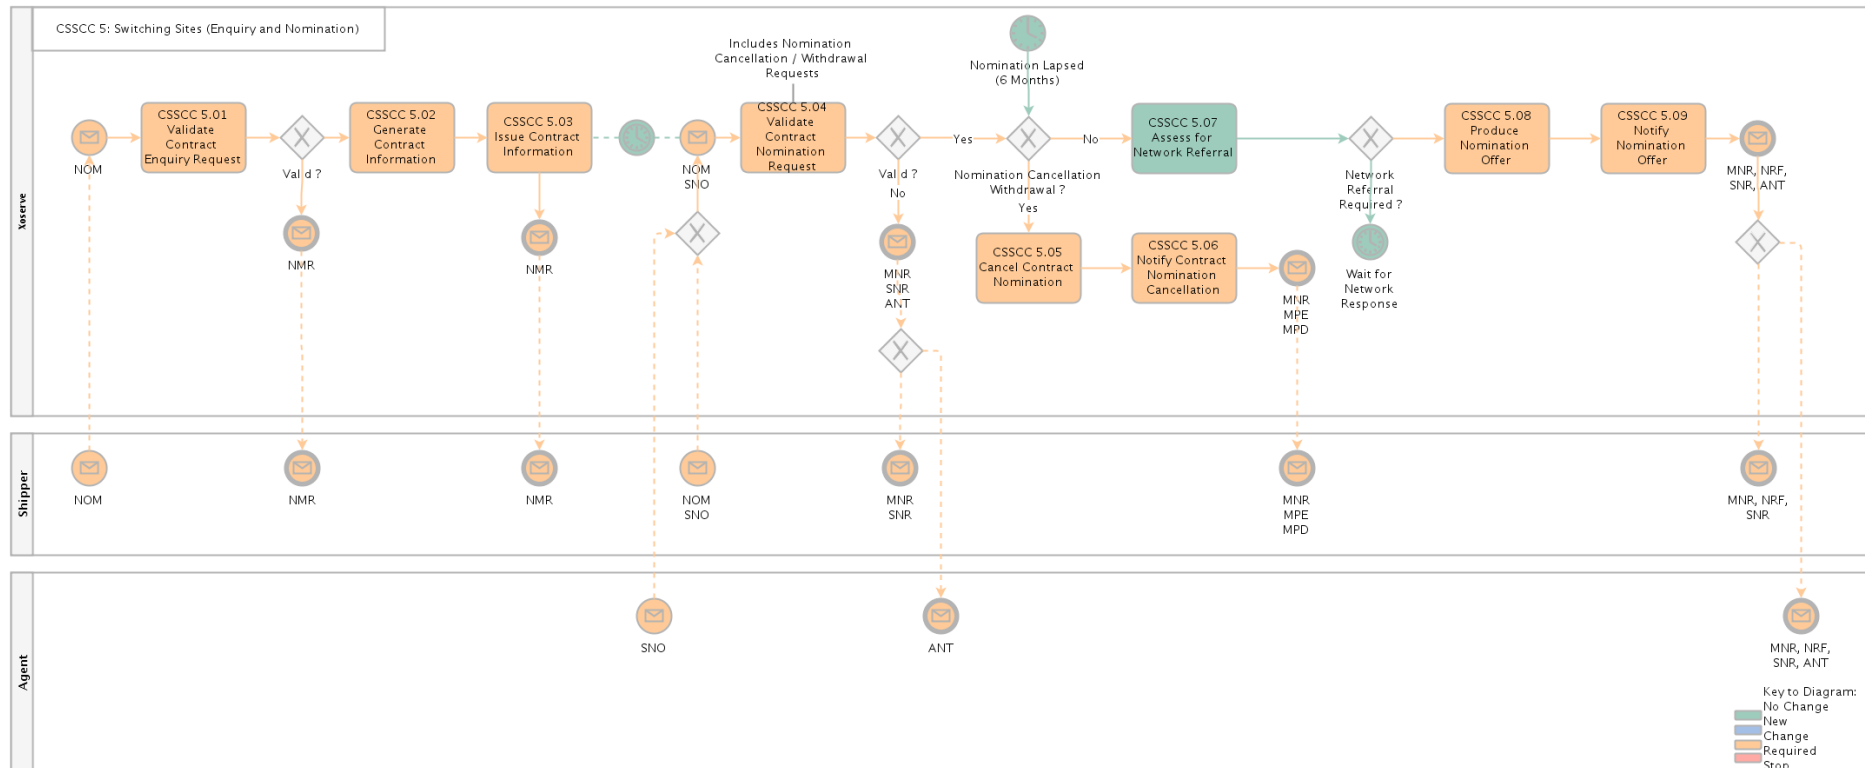 CSSCC 5: Switching Sites (Enquiry and Nomination)
Xoserve
NOM
CSSCC 5.01
Validate
Contract
Enquiry Request
Valid ?
NMR
CSSCC 5.02
Generate
Contract
Information
CSSCC 5.03
Issue Contract
Information
NMR
NOM
SNO
Includes Nomination
Cancellation / Withdrawal
Requests
CSSCC 5.04
Validate
Contract
Nomination
Request
Valid ?
No
Yes
MNR
SNR
ANT
Nomination Lapsed
(6 Months)
Nomination Cancellation
Withdrawal ?
Yes
No
CSSCC 5.05
Cancel Contract
Nomination
CSSCC 5.06
Notify Contract
Nomination
Cancellation
MNR
MPE
MPD
CSSCC 5.07
Assess for
Network Referral
Network
Referral
Required ?
Wait for
Network
Response
CSSCC 5.08
Produce
Nomination
Offer
CSSCC 5.09
Notify
Nomination
Offer
MNR, NRF,
SNR, ANT
Shipper
NOM
NMR
NMR
NOM
SNO
MNR
SNR
MNR
MPE
MPD
MNR, NRF,
SNR
Agent
SNO
ANT
MNR, NRF,
SNR, ANT
Key to Diagram:
No Change
New
Change
Required
Stop